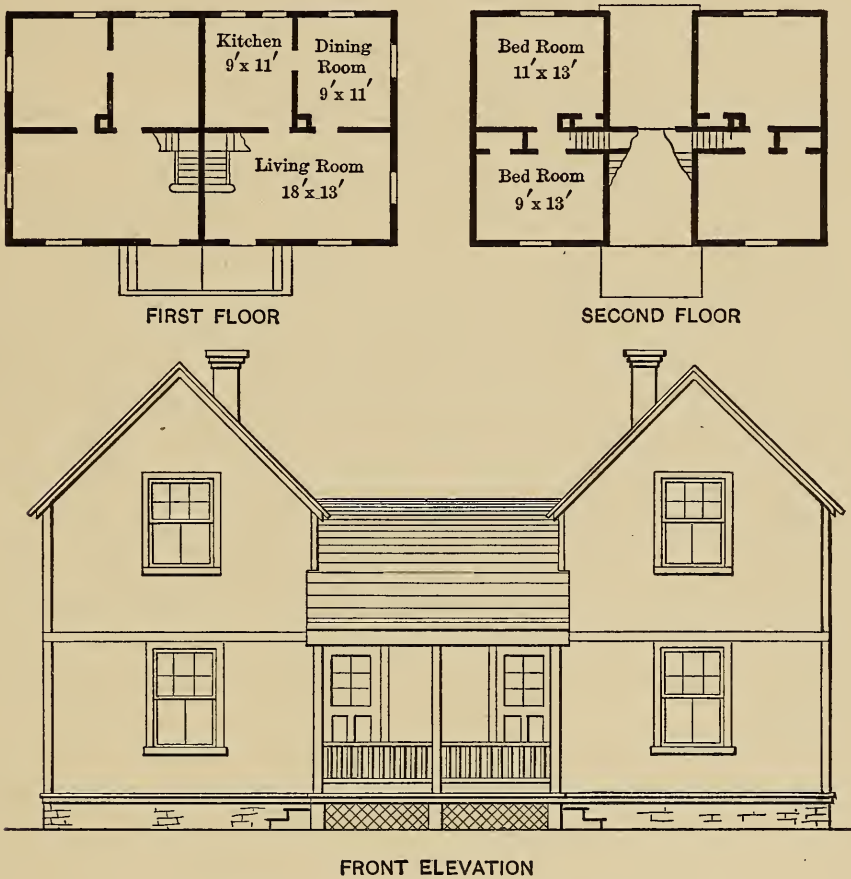 Kitchen
9'x 11'
Dining
Room
9'x 11'
Living Room
18'x 13'
Bed Room
11'x 13'
Bed Room
9'x 13'
FIRST FLOOR
SECOND FLOOR
FRONT ELEVATION